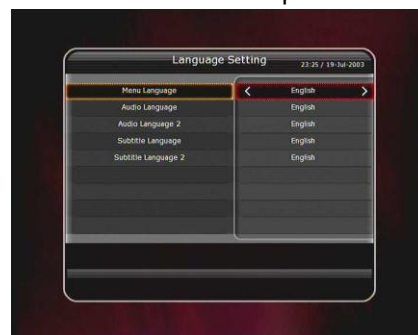 Language Setting
23:25 / 19-Jul-2003
Menu Language < English >
Audio Language English
Audio Language 2 English
Subtitle Language English
Subtitle Language 2 English